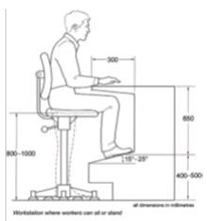 300
650
800-1000
15°-25°
400-500
all dimensions in millimetres
Workstation where workers can sit or stand